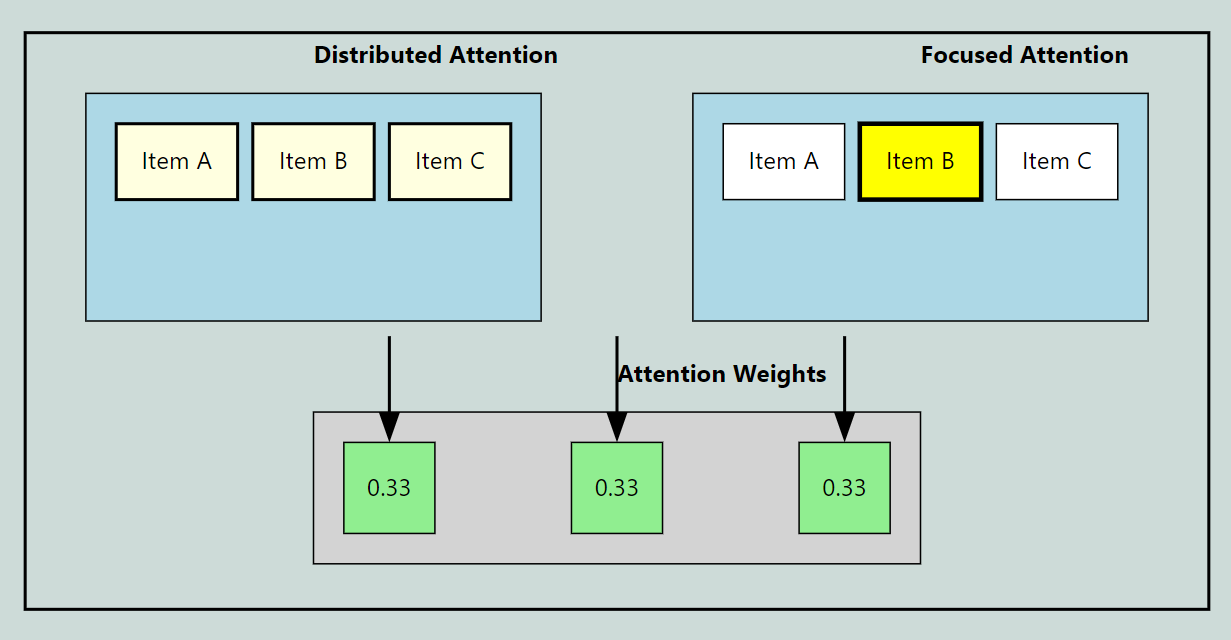 Distributed Attention
Focused Attention
Item A
Item B
Item C
Item A
Item B
Item C
Attention Weights
0.33
0.33
0.33